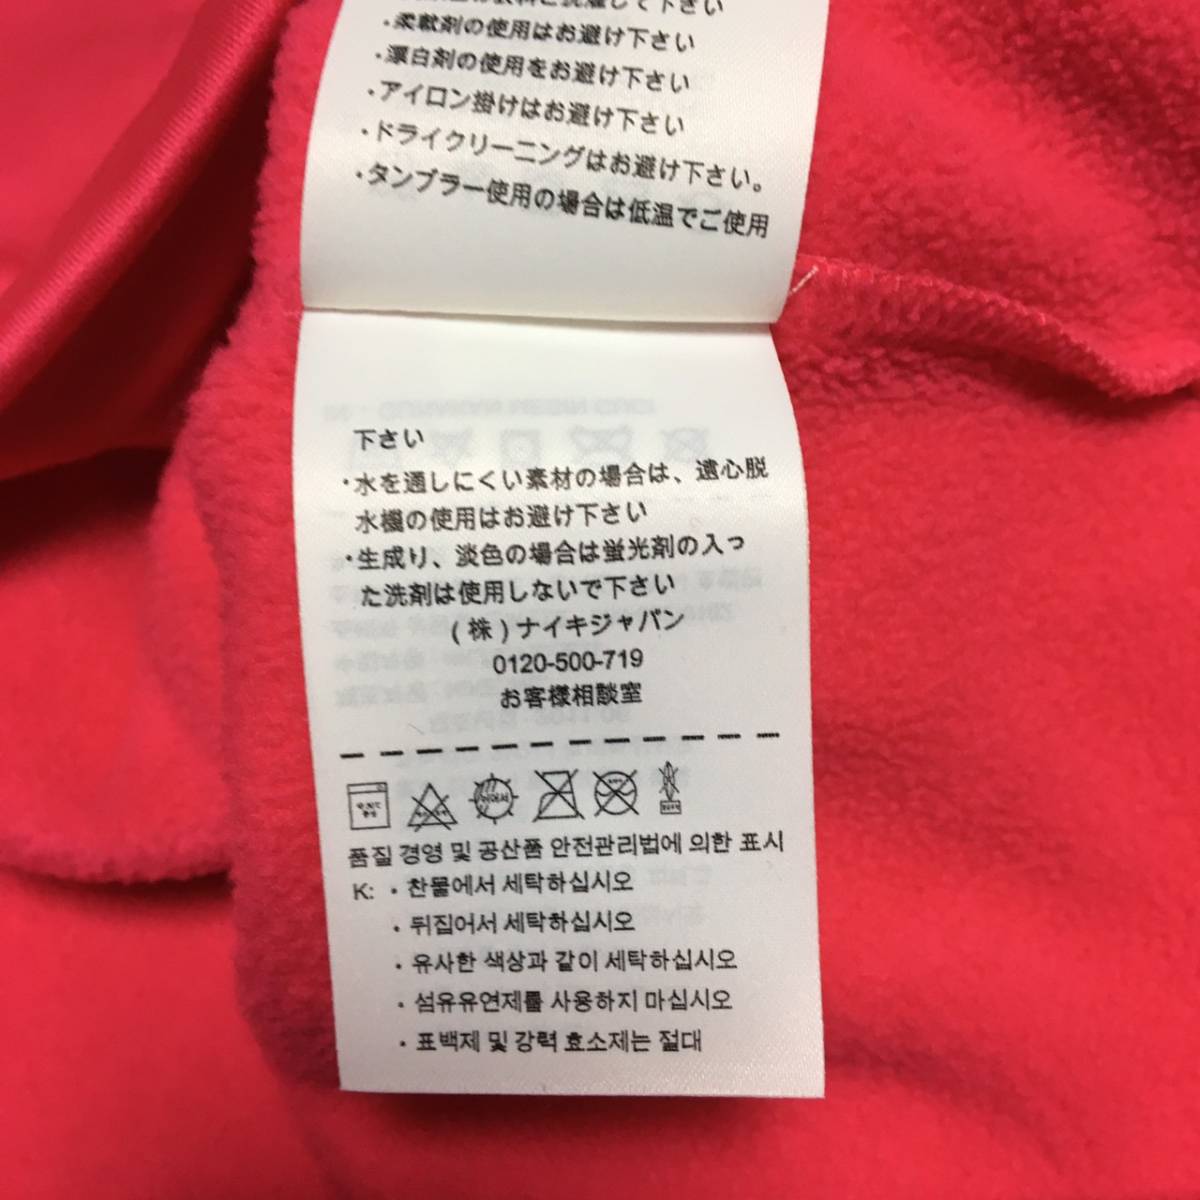 て下さい
・柔軟剤の使用はお避け下さい
・漂白剤の使用をお避け下さい
・アイロン掛けはお避け下さい
・ドライクリーニングはお避け下さい。
・タンブラー使用の場合は低温でご使用
下さい
・水を通しにくい素材の場合は、遠心脱
水機の使用はお避け下さい
・生成り、淡色の場合は蛍光剤の入っ
た洗剤は使用しないで下さい
(株)ナイキジャパン
0120-500-719
お客様相談室
품질 경영 및 공산품 안전관리법에 의한 표시
K: · 찬물에서 세탁하십시오
· 뒤집어서 세탁하십시오
· 유사한 색상과 같이 세탁하십시오
· 섬유유연제를 사용하지 마십시오
· 표백제 및 강력 효소제는 절대